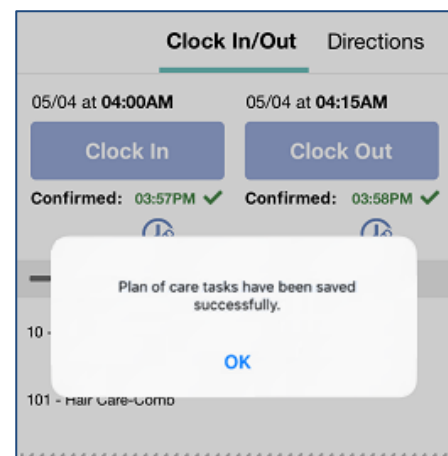 Clock In/Out Directions
05/04 at 04:00AM 05/04 at 04:15AM
Clock In Clock Out
Confirmed: 03:57PM ✓ Confirmed: 03:58PM ✓
Plan of care tasks have been saved
successfully.
10 -
OK
101 - Hair Care-Comb